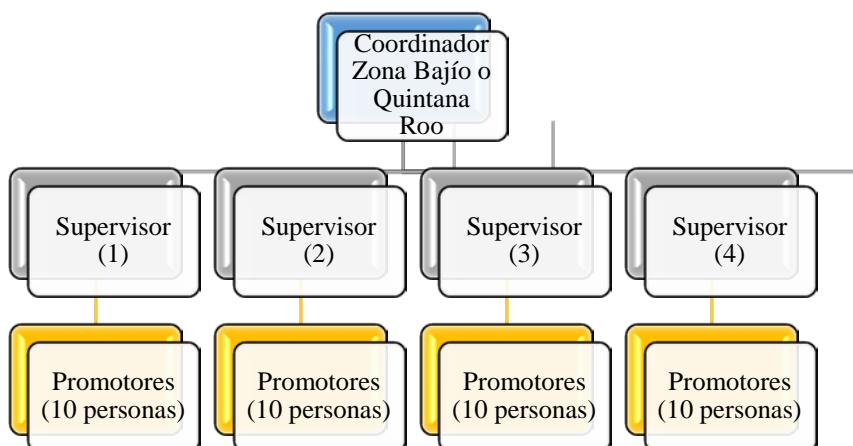 Coordinador
Zona Bajío o
Quintana
Roo
Supervisor
(1)
Supervisor
(2)
Supervisor
(3)
Supervisor
(4)
Promotores
(10 personas)
Promotores
(10 personas)
Promotores
(10 personas)
Promotores
(10 personas)